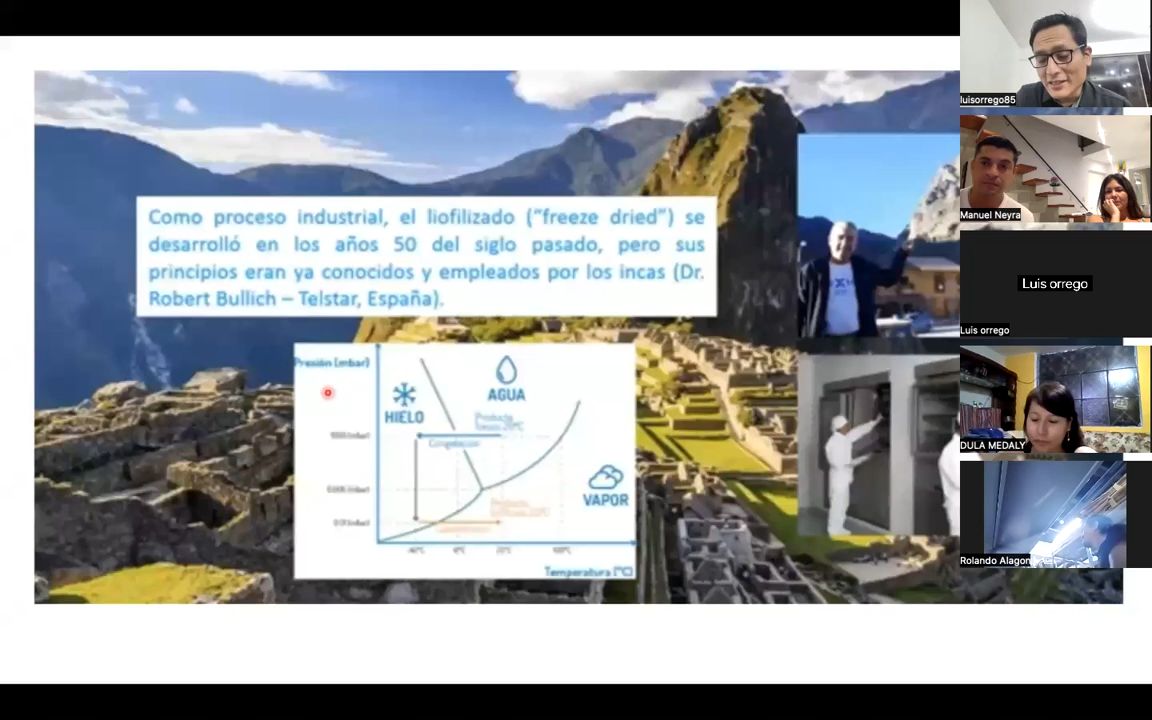 Como proceso industrial, el liofilizado (“freeze dried”) se
desarrolló en los años 50 del siglo pasado, pero sus
principios eran ya conocidos y empleados por los incas (Dr.
Robert Bullich – Telstar, España).
Presión (mbar)
HIELO
AGUA
Producto
Congelación
VAPOR
Temperatura (°C)
luisorrego85
Manuel Neyra
Luis orrego
Luis orrego
DULA MEDALY
Rolando Alagon